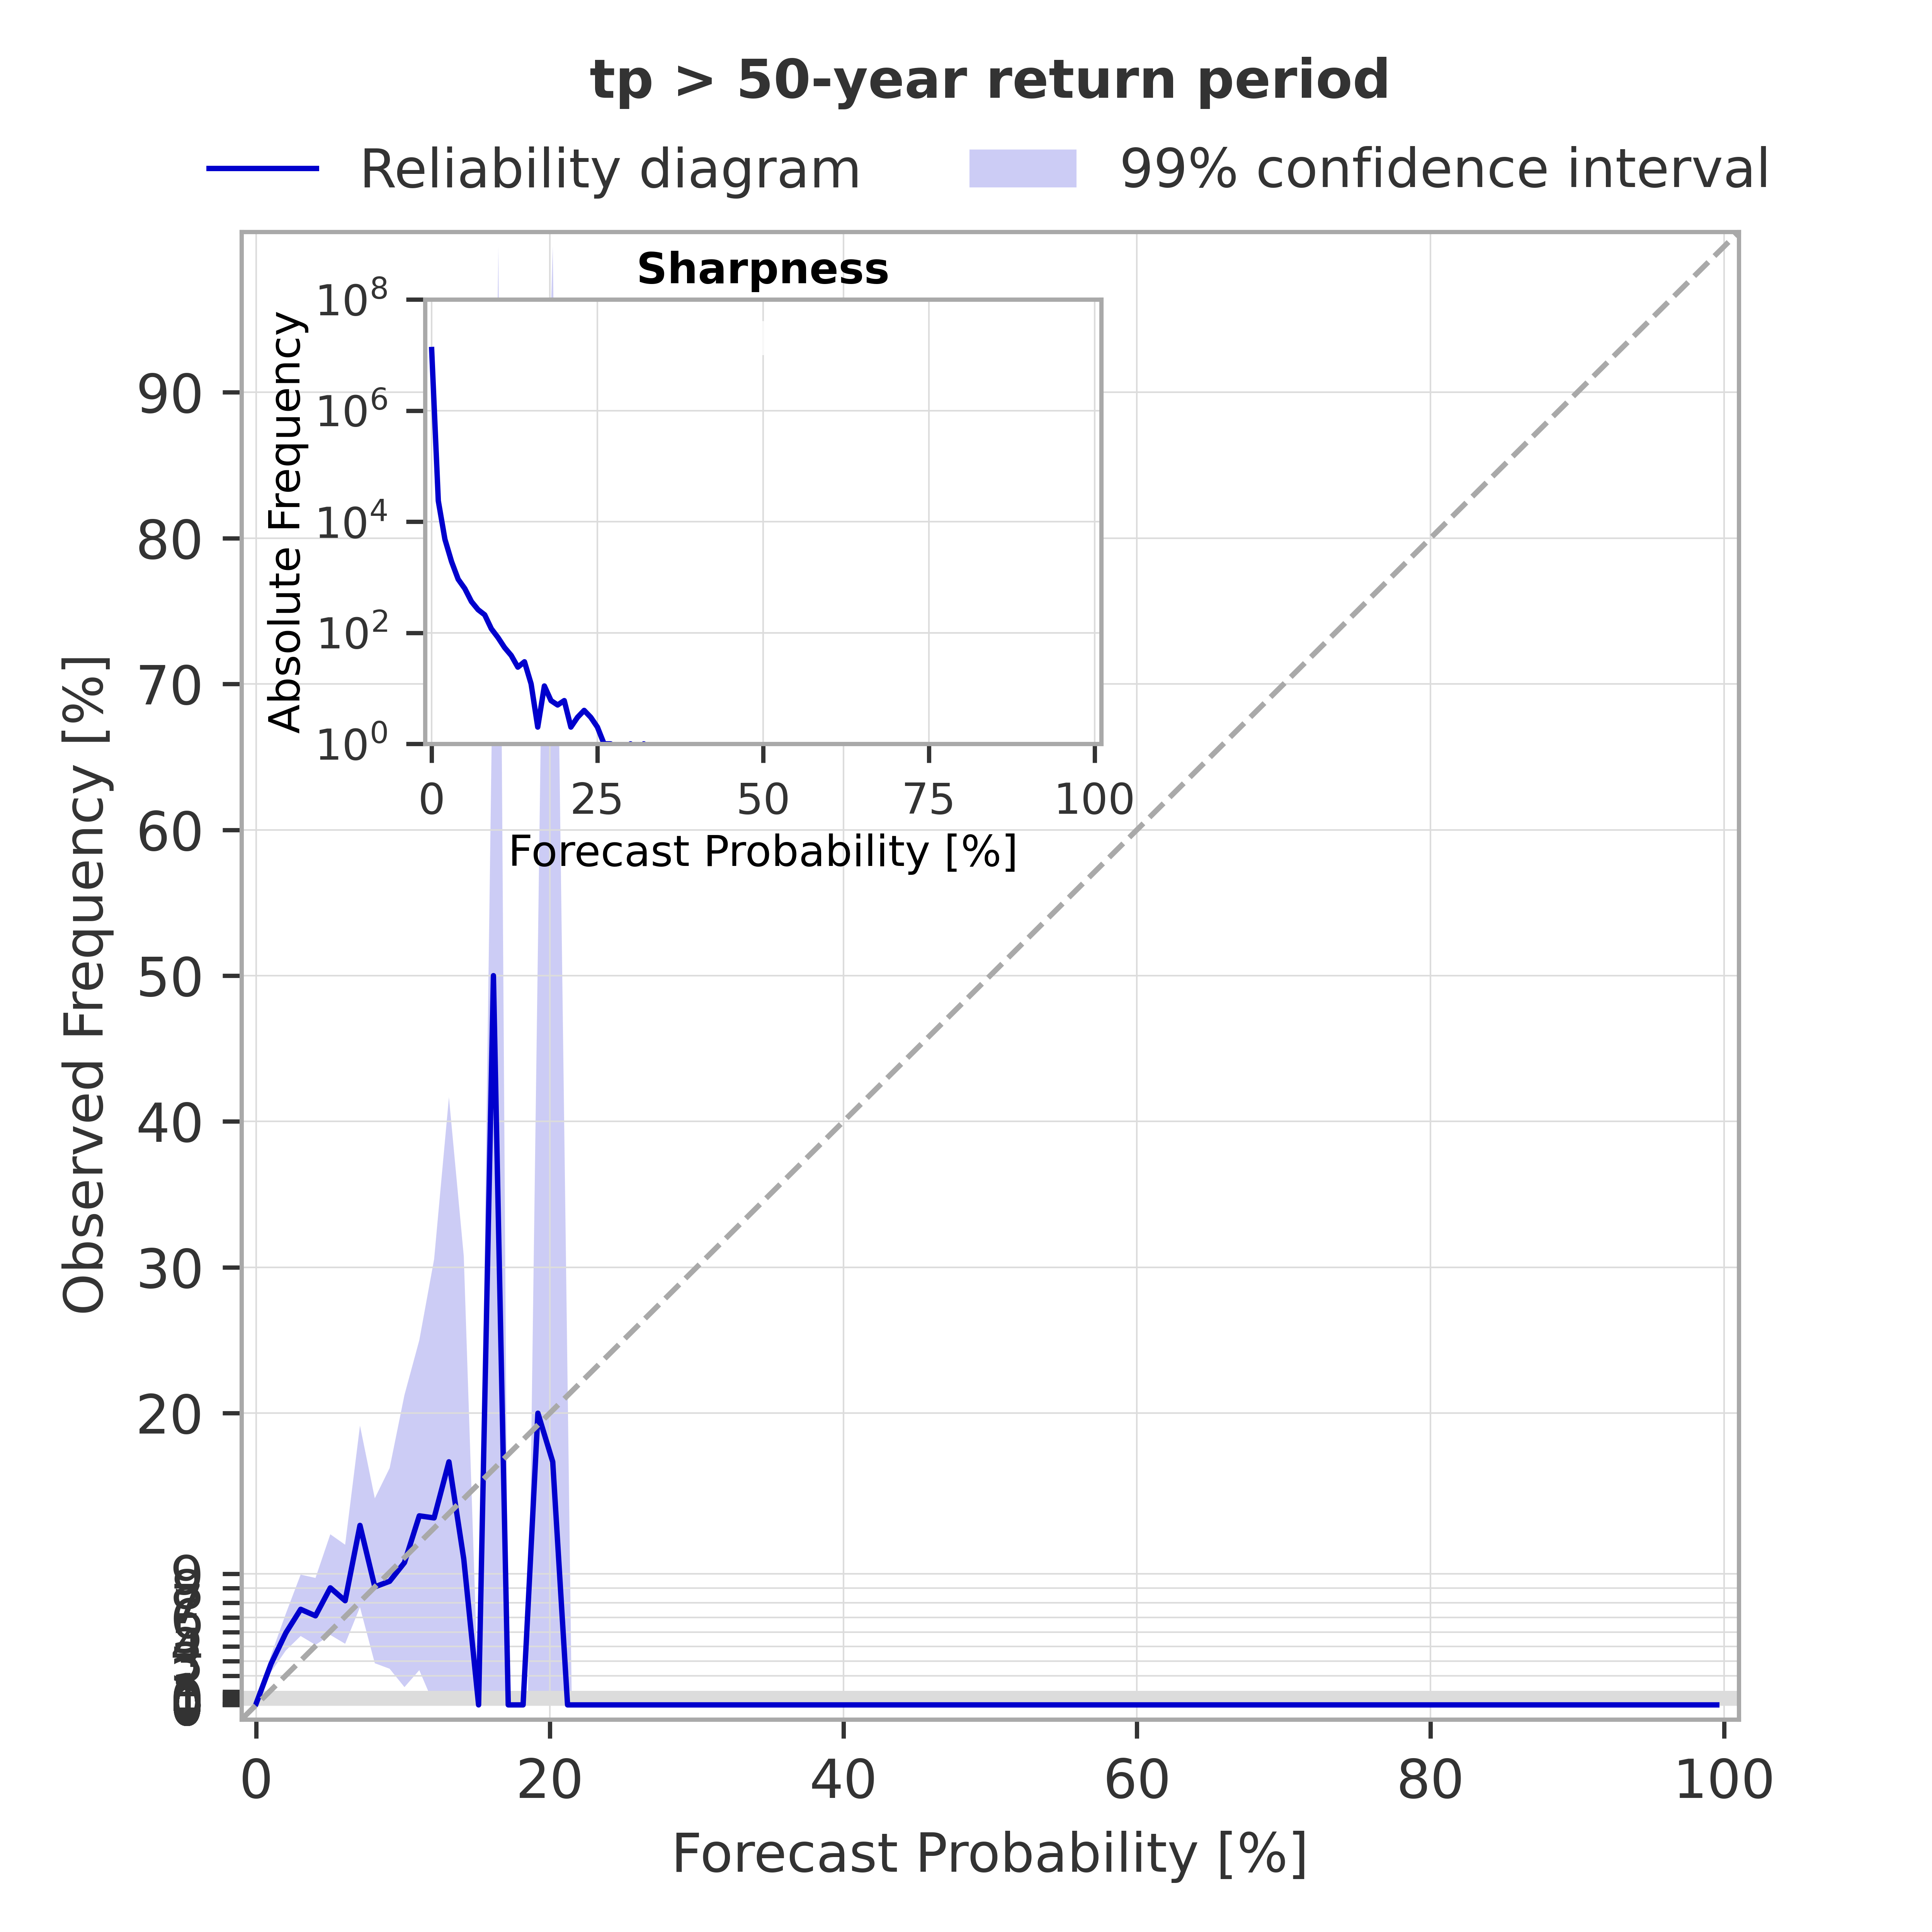 tp > 50-year return period
Reliability diagram 99% confidence interval
Sharpness
Absolute Frequency
10^8
10^6
10^4
10^2
10^0
0 25 50 75 100
Forecast Probability [%]
Observed Frequency [%]
90
80
70
60
50
40
30
20
9
0 20 40 60 80 100
Forecast Probability [%]